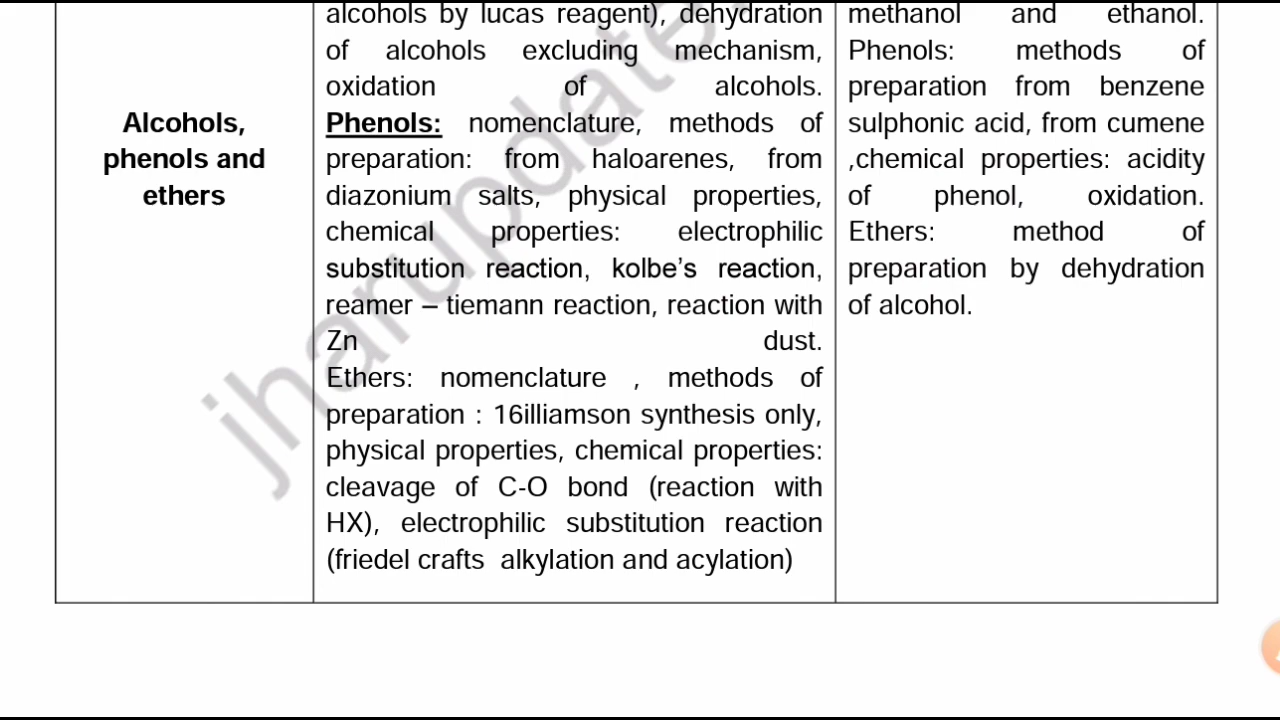 Alcohols,
phenols and
ethers
alcohols by lucas reagent), dehydration
of alcohols excluding mechanism,
oxidation of alcohols.
Phenols: nomenclature, methods of
preparation: from haloarenes, from
diazonium salts, physical properties,
chemical properties: electrophilic
substitution reaction, kolbe's reaction,
reamer – tiemann reaction, reaction with
Zn dust.
Ethers: nomenclature , methods of
preparation : 16illiamson synthesis only,
physical properties, chemical properties:
cleavage of C-O bond (reaction with
HX), electrophilic substitution reaction
(friedel crafts alkylation and acylation)
methanol and ethanol.
Phenols: methods of
preparation from benzene
sulphonic acid, from cumene
,chemical properties: acidity
of phenol, oxidation.
Ethers: method of
preparation by dehydration
of alcohol.
jharupdate.